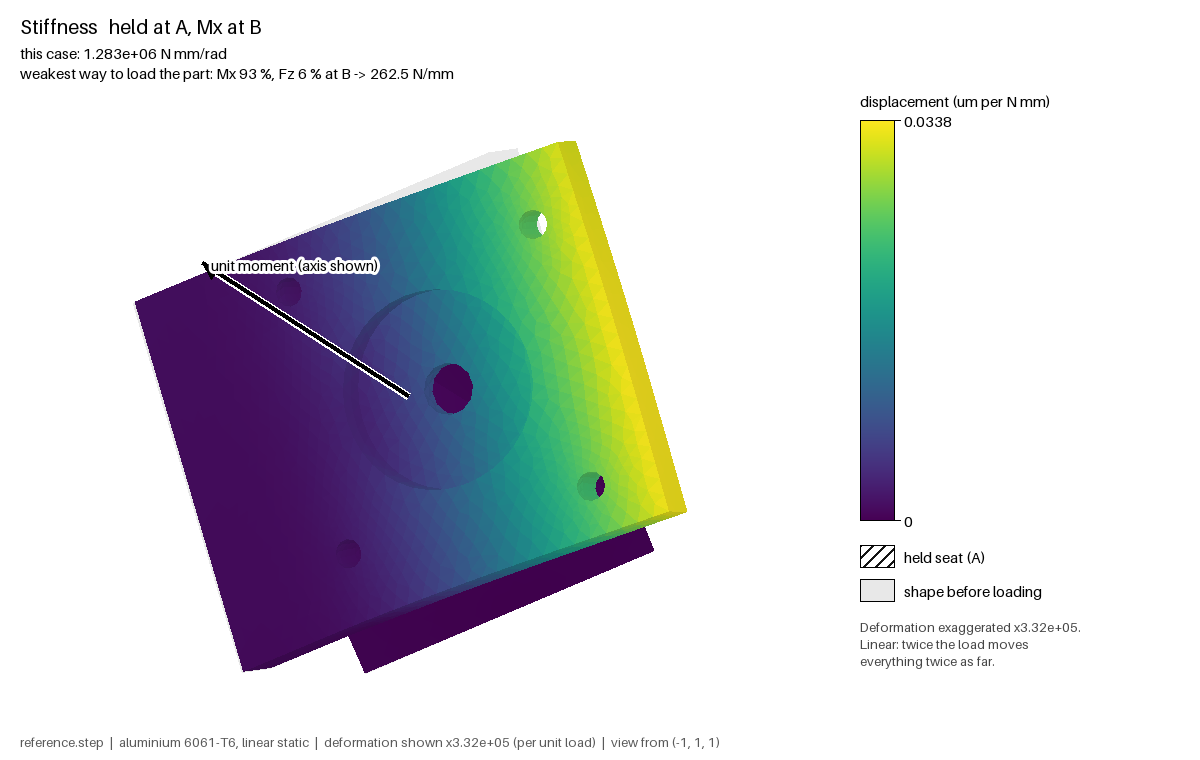 Stiffness held at A, Mx at B
this case: 1.283e+06 N mm/rad
weakest way to load the part: Mx 93 %, Fz 6 % at B -> 262.5 N/mm
displacement (um per N mm)
0.0338
unit moment (axis shown)
0
held seat (A)
shape before loading
Deformation exaggerated x3.32e+05.
Linear: twice the load moves
everything twice as far.
reference.step | aluminium 6061-T6, linear static | deformation shown x3.32e+05 (per unit load) | view from (-1, 1, 1)